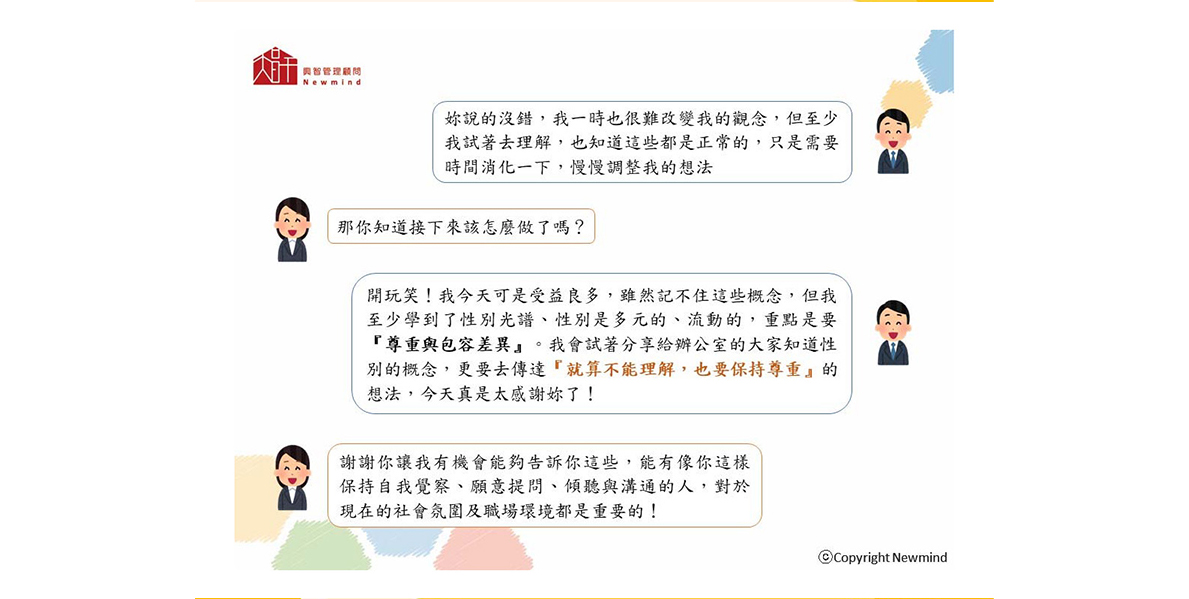 興智管理顧問
Newmind
妳說的沒錯，我一時也很難改變我的觀念，但至少
我試著去理解，也知道這些都是正常的，只是需要
時間消化一下，慢慢調整我的想法
那你知道接下來該怎麼做了嗎？
開玩笑！我今天可是受益良多，雖然記不住這些概念，但我
至少學到了性別光譜、性別是多元的、流動的，重點是要
『尊重與包容差異』。我會試著分享給辦公室的大家知道性
別的概念，更要去傳達『就算不能理解，也要保持尊重』的
想法，今天真是太感謝妳了！
謝謝你讓我有機會能夠告訴你這些，能有像你這樣
保持自我覺察、願意提問、傾聽與溝通的人，對於
現在的社會氛圍及職場環境都是重要的！
ⓒCopyright Newmind